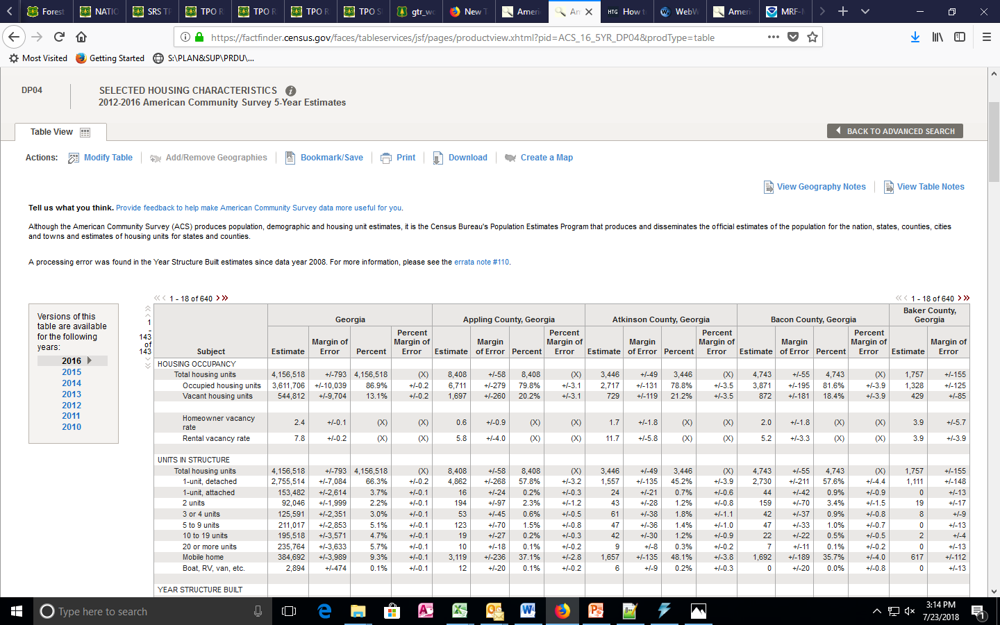 Forest
NATIO
SRS TP
TPO R
TPO R
TPO R
TPO S
gtr_wo
New T
Ameri
An
HTG How t
WebW
Ameri
MRF-
https://factfinder.census.gov/faces/tableservices/jsf/pages/productview.xhtml?pid=ACS_16_5YR_DP04&prodType=table
Most Visited Getting Started S:\PLAN&SUP\PRDU\...
DP04
SELECTED HOUSING CHARACTERISTICS
2012-2016 American Community Survey 5-Year Estimates
Table View
BACK TO ADVANCED SEARCH
Actions: Modify Table Add/Remove Geographies Bookmark/Save Print Download Create a Map
View Geography Notes View Table Notes
Tell us what you think. Provide feedback to help make American Community Survey data more useful for you.
Although the American Community Survey (ACS) produces population, demographic and housing unit estimates, it is the Census Bureau's Population Estimates Program that produces and disseminates the official estimates of the population for the nation, states, counties, cities
and towns and estimates of housing units for states and counties.
A processing error was found in the Year Structure Built estimates since data year 2008. For more information, please see the errata note #110.
Versions of this
table are available
for the following
years:
2016
2015
2014
2013
2012
2011
2010
1 - 18 of 640 1 - 18 of 640
1
-
143
of
143
Georgia Appling County, Georgia Atkinson County, Georgia Bacon County, Georgia Baker County, Georgia
Subject Estimate Margin of Error Percent Percent Margin of Error Estimate Margin of Error Percent Percent Margin of Error Estimate Margin of Error Percent Percent Margin of Error Estimate Margin of Error Percent Percent Margin of Error Estimate Margin of Error
HOUSING OCCUPANCY
Total housing units 4,156,518 +/-793 4,156,518 (X) 8,408 +/-58 8,408 (X) 3,446 +/-49 3,446 (X) 4,743 +/-55 4,743 (X) 1,757 +/-155
Occupied housing units 3,611,706 +/-10,039 86.9% +/-0.2 6,711 +/-279 79.8% +/-3.1 2,717 +/-131 78.8% +/-3.5 3,871 +/-195 81.6% +/-3.9 1,328 +/-125
Vacant housing units 544,812 +/-9,704 13.1% +/-0.2 1,697 +/-260 20.2% +/-3.1 729 +/-119 21.2% +/-3.5 872 +/-181 18.4% +/-3.9 429 +/-85
Homeowner vacancy rate 2.4 +/-0.1 (X) (X) 0.6 +/-0.9 (X) (X) 1.7 +/-1.8 (X) (X) 2.0 +/-1.8 (X) (X) 3.9 +/-5.7
Rental vacancy rate 7.8 +/-0.2 (X) (X) 5.8 +/-4.0 (X) (X) 11.7 +/-5.8 (X) (X) 5.2 +/-3.3 (X) (X) 3.9 +/-3.9
UNITS IN STRUCTURE
Total housing units 4,156,518 +/-793 4,156,518 (X) 8,408 +/-58 8,408 (X) 3,446 +/-49 3,446 (X) 4,743 +/-55 4,743 (X) 1,757 +/-155
1-unit, detached 2,755,514 +/-7,084 66.3% +/-0.2 4,862 +/-268 57.8% +/-3.2 1,557 +/-135 45.2% +/-3.9 2,730 +/-211 57.6% +/-4.4 1,111 +/-148
1-unit, attached 153,482 +/-2,614 3.7% +/-0.1 16 +/-24 0.2% +/-0.3 24 +/-21 0.7% +/-0.6 44 +/-42 0.9% +/-0.9 0 +/-13
2 units 92,046 +/-1,999 2.2% +/-0.1 194 +/-97 2.3% +/-1.2 43 +/-28 1.2% +/-0.8 159 +/-70 3.4% +/-1.5 19 +/-17
3 or 4 units 125,591 +/-2,351 3.0% +/-0.1 53 +/-45 0.6% +/-0.5 61 +/-38 1.8% +/-1.1 42 +/-37 0.9% +/-0.8 8 +/-9
5 to 9 units 211,017 +/-2,853 5.1% +/-0.1 123 +/-70 1.5% +/-0.8 47 +/-36 1.4% +/-1.0 47 +/-33 1.0% +/-0.7 0 +/-13
10 to 19 units 195,518 +/-3,571 4.7% +/-0.1 19 +/-27 0.2% +/-0.3 42 +/-30 1.2% +/-0.9 22 +/-22 0.5% +/-0.5 2 +/-4
20 or more units 235,764 +/-3,633 5.7% +/-0.1 10 +/-18 0.1% +/-0.2 9 +/-8 0.3% +/-0.2 7 +/-11 0.1% +/-0.2 0 +/-13
Mobile home 384,692 +/-3,989 9.3% +/-0.1 3,119 +/-236 37.1% +/-2.8 1,657 +/-135 48.1% +/-3.8 1,692 +/-189 35.7% +/-4.0 617 +/-112
Boat, RV, van, etc. 2,894 +/-474 0.1% +/-0.1 12 +/-20 0.1% +/-0.2 6 +/-9 0.2% +/-0.3 0 +/-20 0.0% +/-0.8 0 +/-13
YEAR STRUCTURE BUILT
Type here to search
3:14 PM
7/23/2018
1